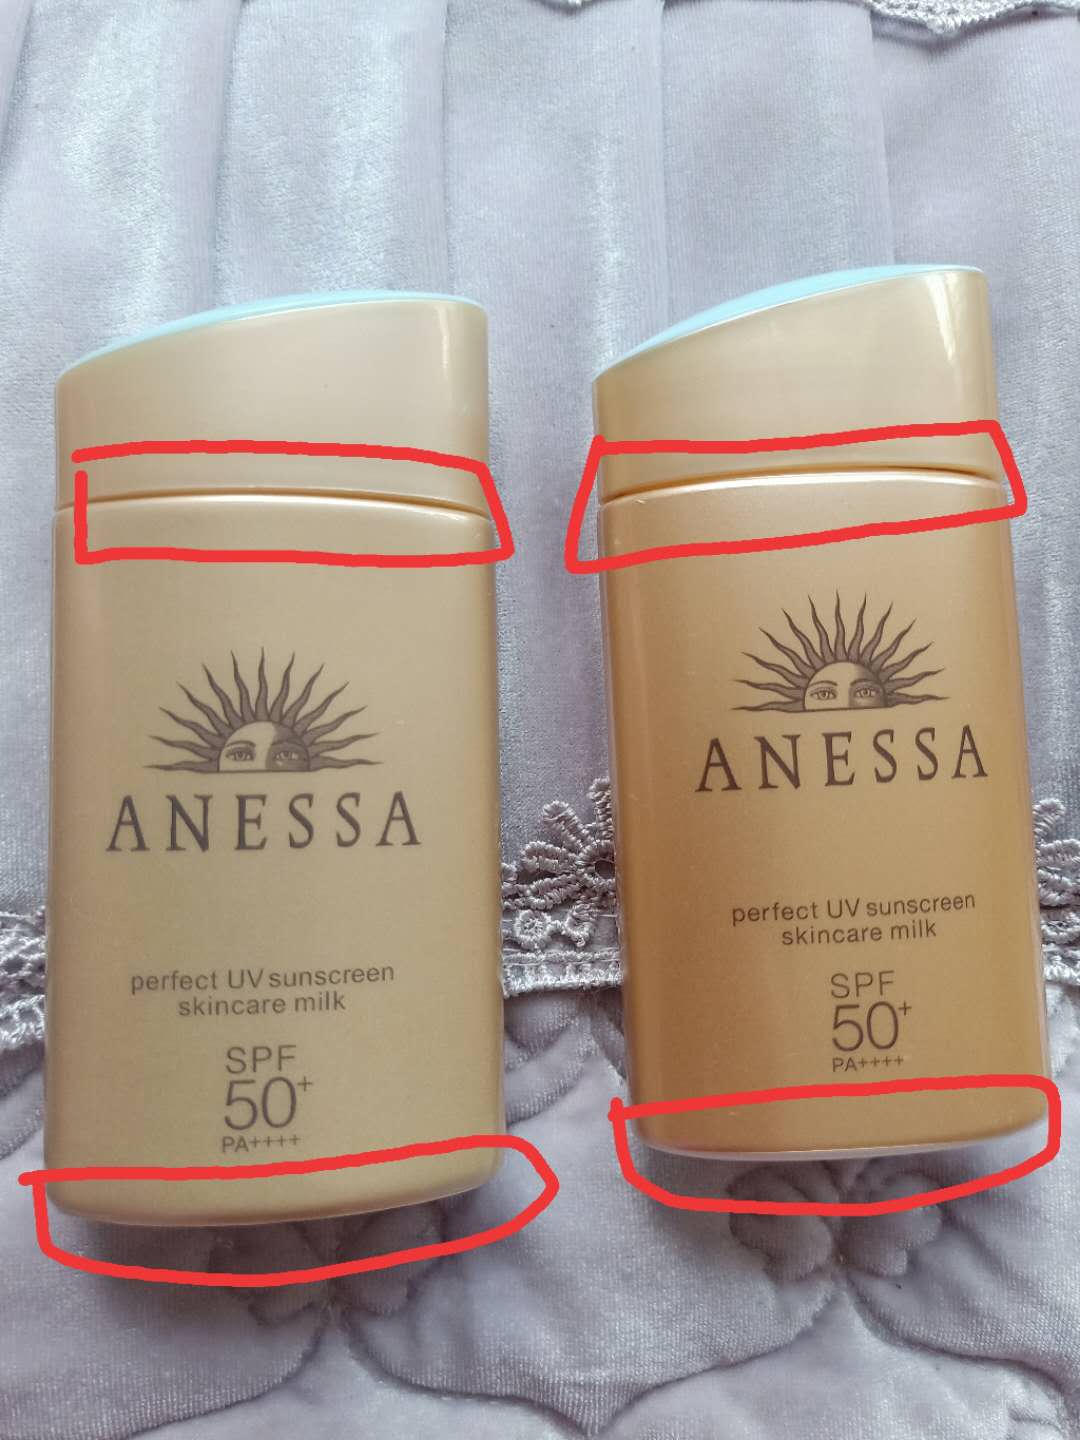 ANESSA
perfect UV sunscreen
skincare milk
SPF
50+
PA++++
ANESSA
perfect UV sunscreen
skincare milk
SPF
50+
PA++++